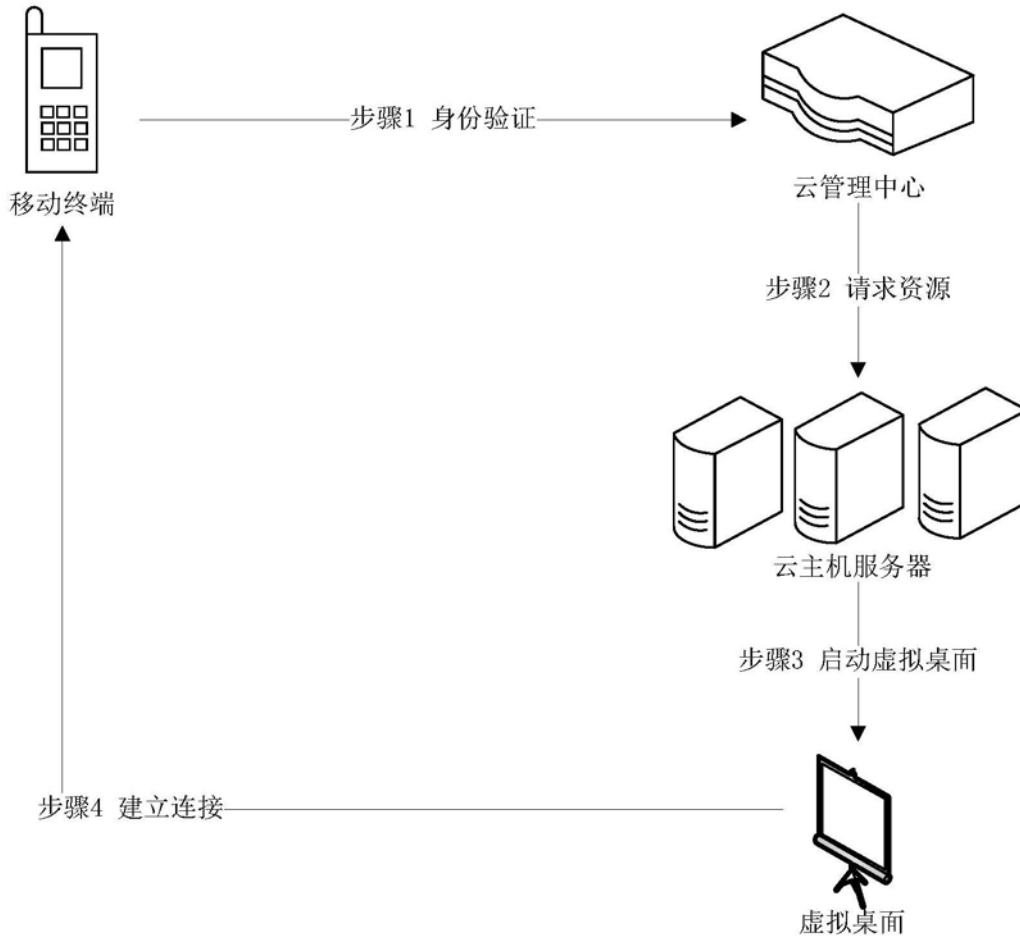 步骤1 身份验证
移动终端
云管理中心
步骤2 请求资源
云主机服务器
步骤3 启动虚拟桌面
步骤4 建立连接
虚拟桌面